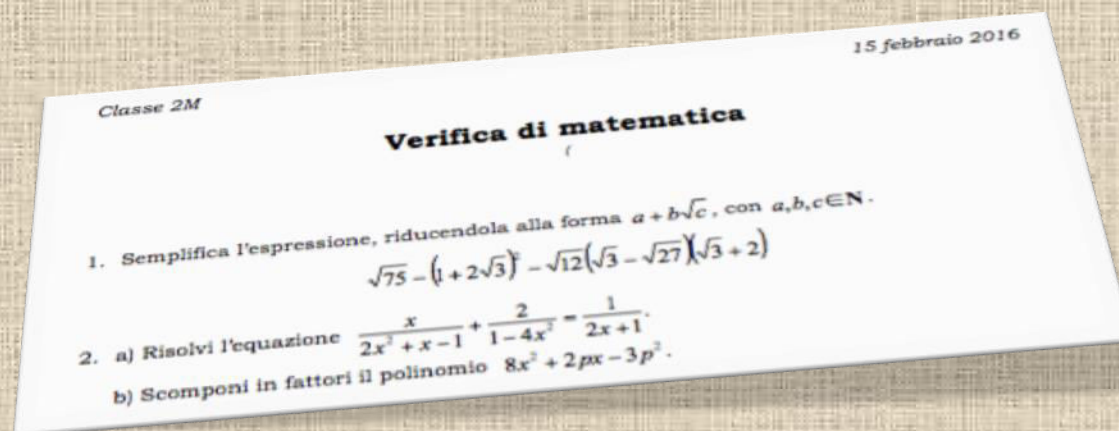 15 febbraio 2016
Classe 2M
Verifica di matematica
(
1. Semplifica l'espressione, riducendola alla forma a + b√c, con a,b,c∈N.
√75 − (1 + 2√3)² − √12(√3 − √27)(√3 + 2)
2. a) Risolvi l'equazione x/(2x² + x − 1) + 2/(1 − 4x²) = 1/(2x + 1).
b) Scomponi in fattori il polinomio 8x² + 2px − 3p².